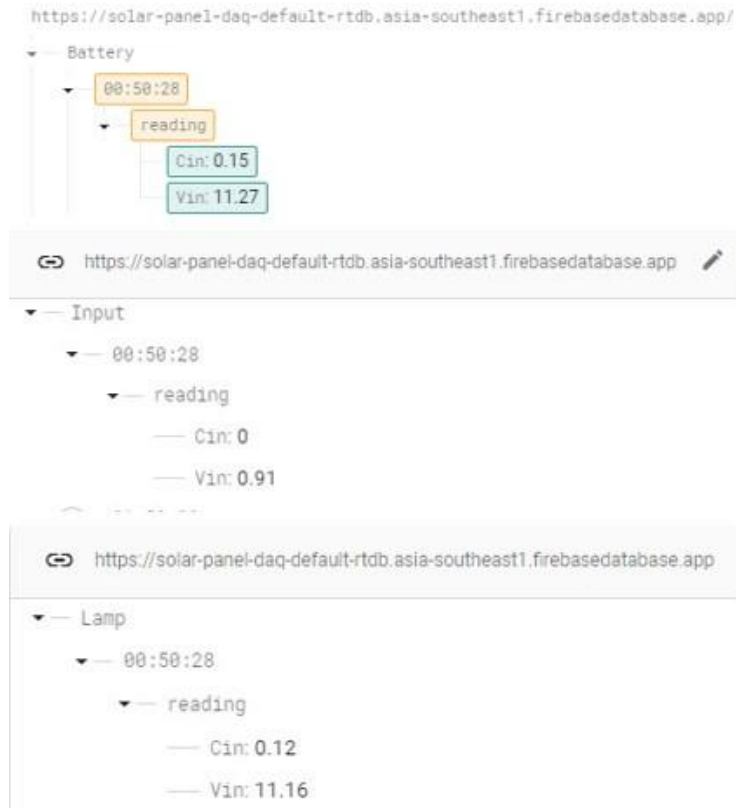 https://solar-panel-daq-default-rtdb.asia-southeast1.firebasedatabase.app/
Battery
00:50:28
reading
Cin: 0.15
Vin: 11.27
https://solar-panel-daq-default-rtdb.asia-southeast1.firebasedatabase.app
Input
00:50:28
reading
Cin: 0
Vin: 0.91
https://solar-panel-daq-default-rtdb.asia-southeast1.firebasedatabase.app
Lamp
00:50:28
reading
Cin: 0.12
Vin: 11.16